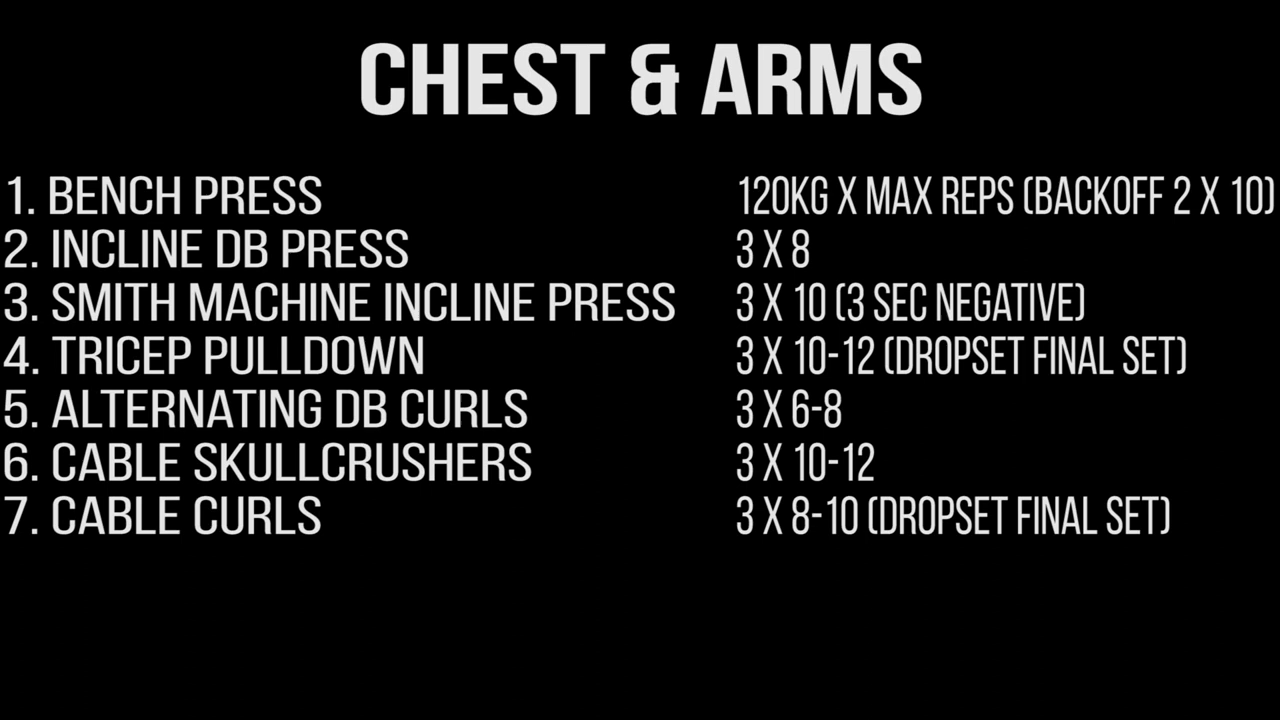 CHEST & ARMS
1. BENCH PRESS 120KG X MAX REPS (BACKOFF 2 X 10)
2. INCLINE DB PRESS 3 X 8
3. SMITH MACHINE INCLINE PRESS 3 X 10 (3 SEC NEGATIVE)
4. TRICEP PULLDOWN 3 X 10-12 (DROPSET FINAL SET)
5. ALTERNATING DB CURLS 3 X 6-8
6. CABLE SKULLCRUSHERS 3 X 10-12
7. CABLE CURLS 3 X 8-10 (DROPSET FINAL SET)